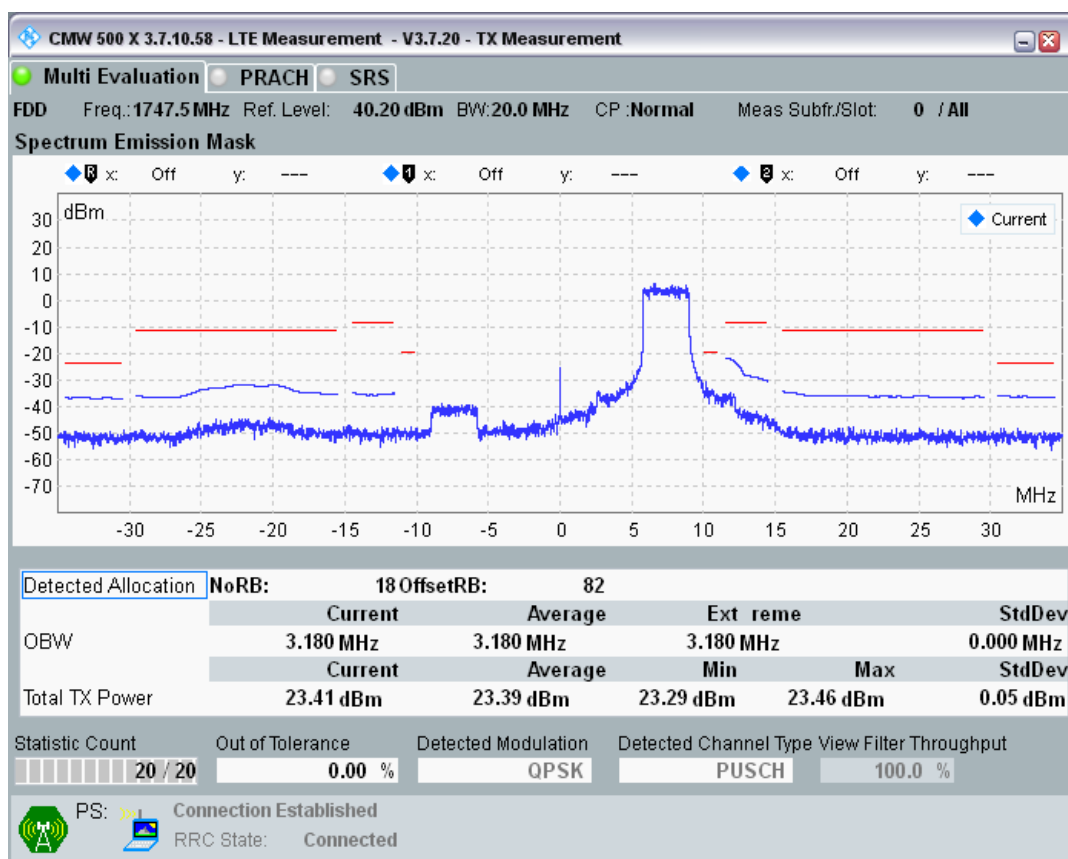 CMW 500 X 3.7.10.58 - LTE Measurement - V3.7.20 - TX Measurement
Multi Evaluation PRACH SRS
FDD Freq.: 1747.5 MHz Ref. Level: 40.20 dBm BW: 20.0 MHz CP : Normal Meas Subfr./Slot: 0 / All
Spectrum Emission Mask
R x: Off y: --- 1 x: Off y: --- 2 x: Off y: ---
dBm
Current
30
20
10
0
-10
-20
-30
-40
-50
-60
-70
MHz
-30 -25 -20 -15 -10 -5 0 5 10 15 20 25 30
Detected Allocation NoRB: 18 OffsetRB: 82
Current Average Ext reme StdDev
OBW 3.180 MHz 3.180 MHz 3.180 MHz 0.000 MHz
Current Average Min Max StdDev
Total TX Power 23.41 dBm 23.39 dBm 23.29 dBm 23.46 dBm 0.05 dBm
Statistic Count Out of Tolerance Detected Modulation Detected Channel Type View Filter Throughput
20 / 20 0.00 % QPSK PUSCH 100.0 %
PS: Connection Established
RRC State: Connected